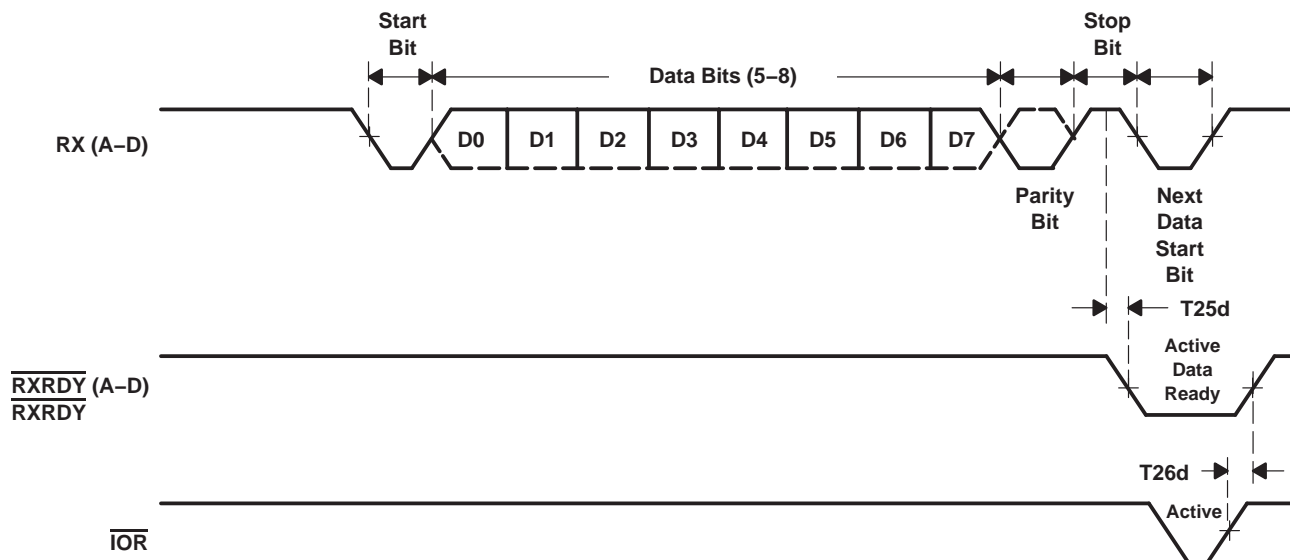 Start
Bit
Data Bits (5–8)
Stop
Bit
RX (A–D)
D0 D1 D2 D3 D4 D5 D6 D7
Parity
Bit
Next
Data
Start
Bit
T25d
RXRDY (A–D)
RXRDY
Active
Data
Ready
T26d
IOR
Active